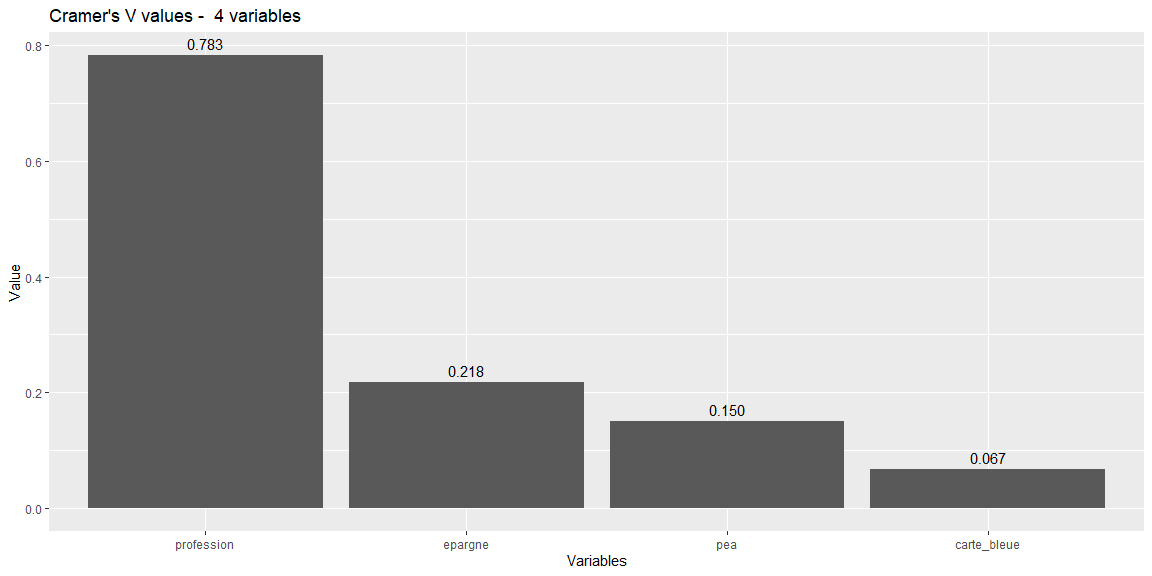 Cramer's V values -  4 variables
0.783
0.218
0.150
0.067
0.8
0.6
0.4
0.2
0.0
Value
profession
epargne
pea
carte_bleue
Variables